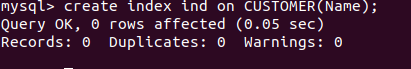 mysql> create index ind on CUSTOMER(Name);
Query OK, 0 rows affected (0.05 sec)
Records: 0  Duplicates: 0  Warnings: 0